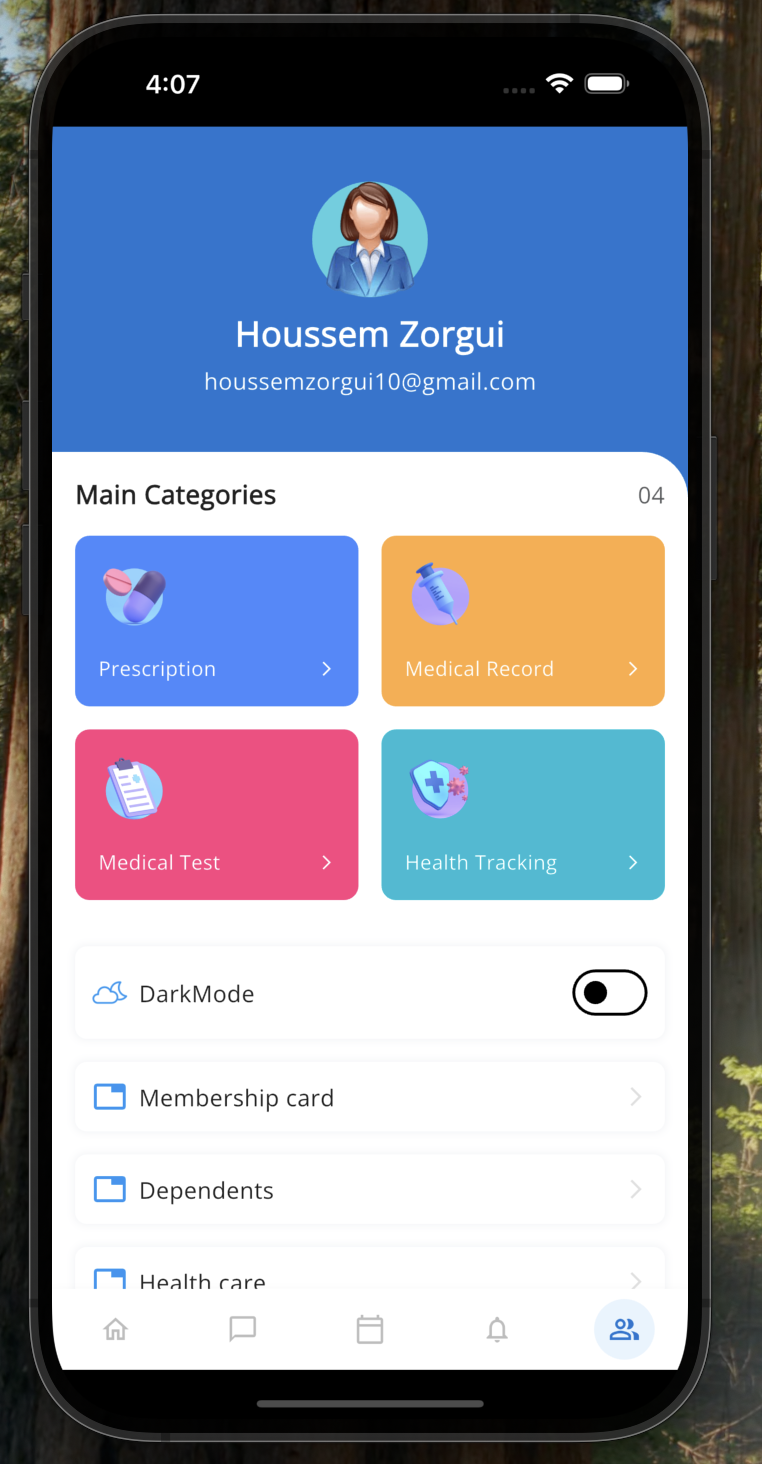 4:07
Houssem Zorgui
houssemzorgui10@gmail.com
Main Categories 04
Prescription
Medical Record
Medical Test
Health Tracking
DarkMode
Membership card
Dependents
Health care